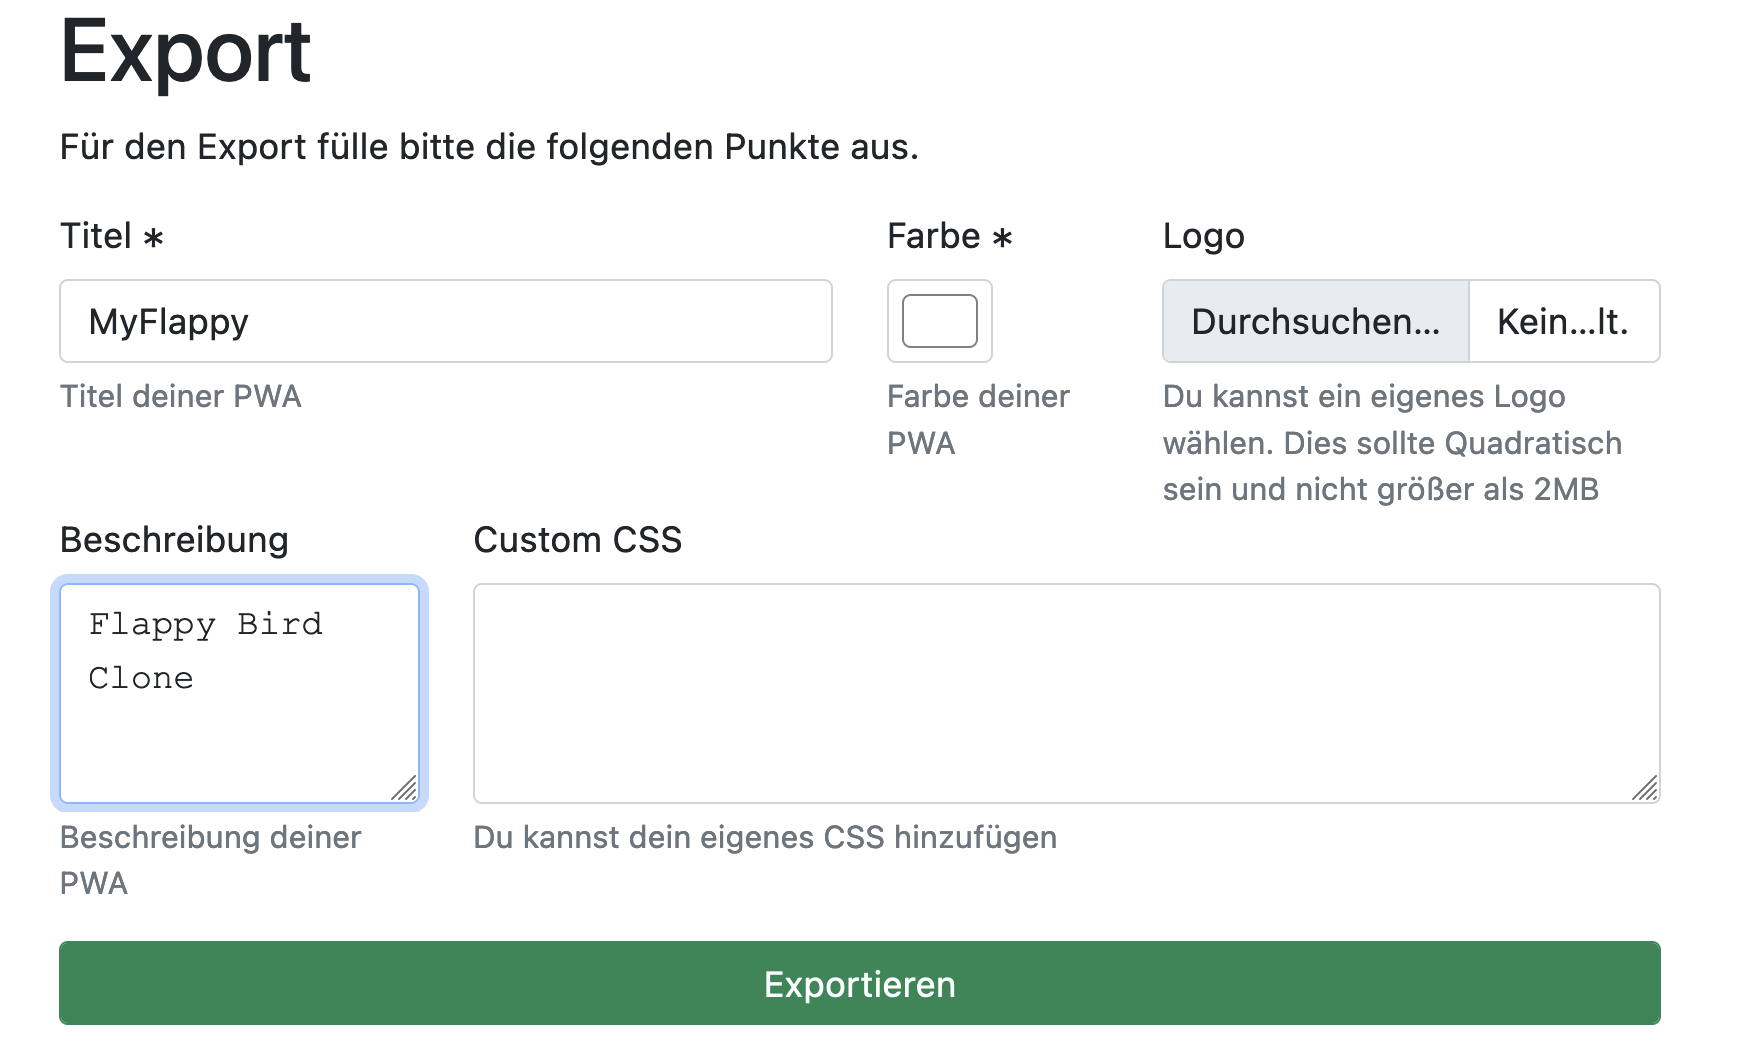 Export
Für den Export fülle bitte die folgenden Punkte aus.
Titel *
MyFlappy
Titel deiner PWA
Farbe *
Farbe deiner
PWA
Logo
Durchsuchen... Kein...lt.
Du kannst ein eigenes Logo
wählen. Dies sollte Quadratisch
sein und nicht größer als 2MB
Beschreibung
Flappy Bird
Clone
Beschreibung deiner
PWA
Custom CSS
Du kannst dein eigenes CSS hinzufügen
Exportieren